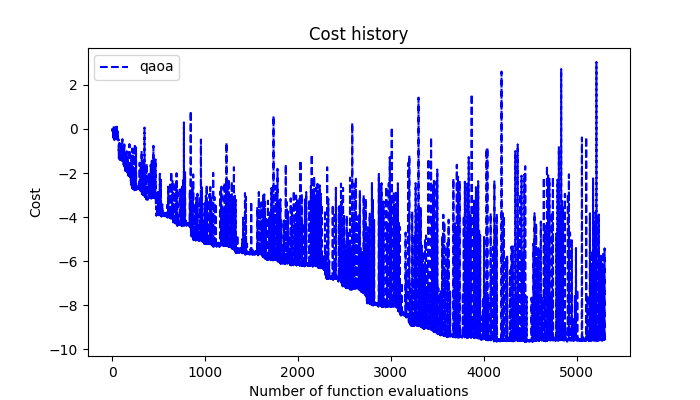 Cost history
qaoa
Cost
2
0
−2
−4
−6
−8
−10
0 1000 2000 3000 4000 5000
Number of function evaluations